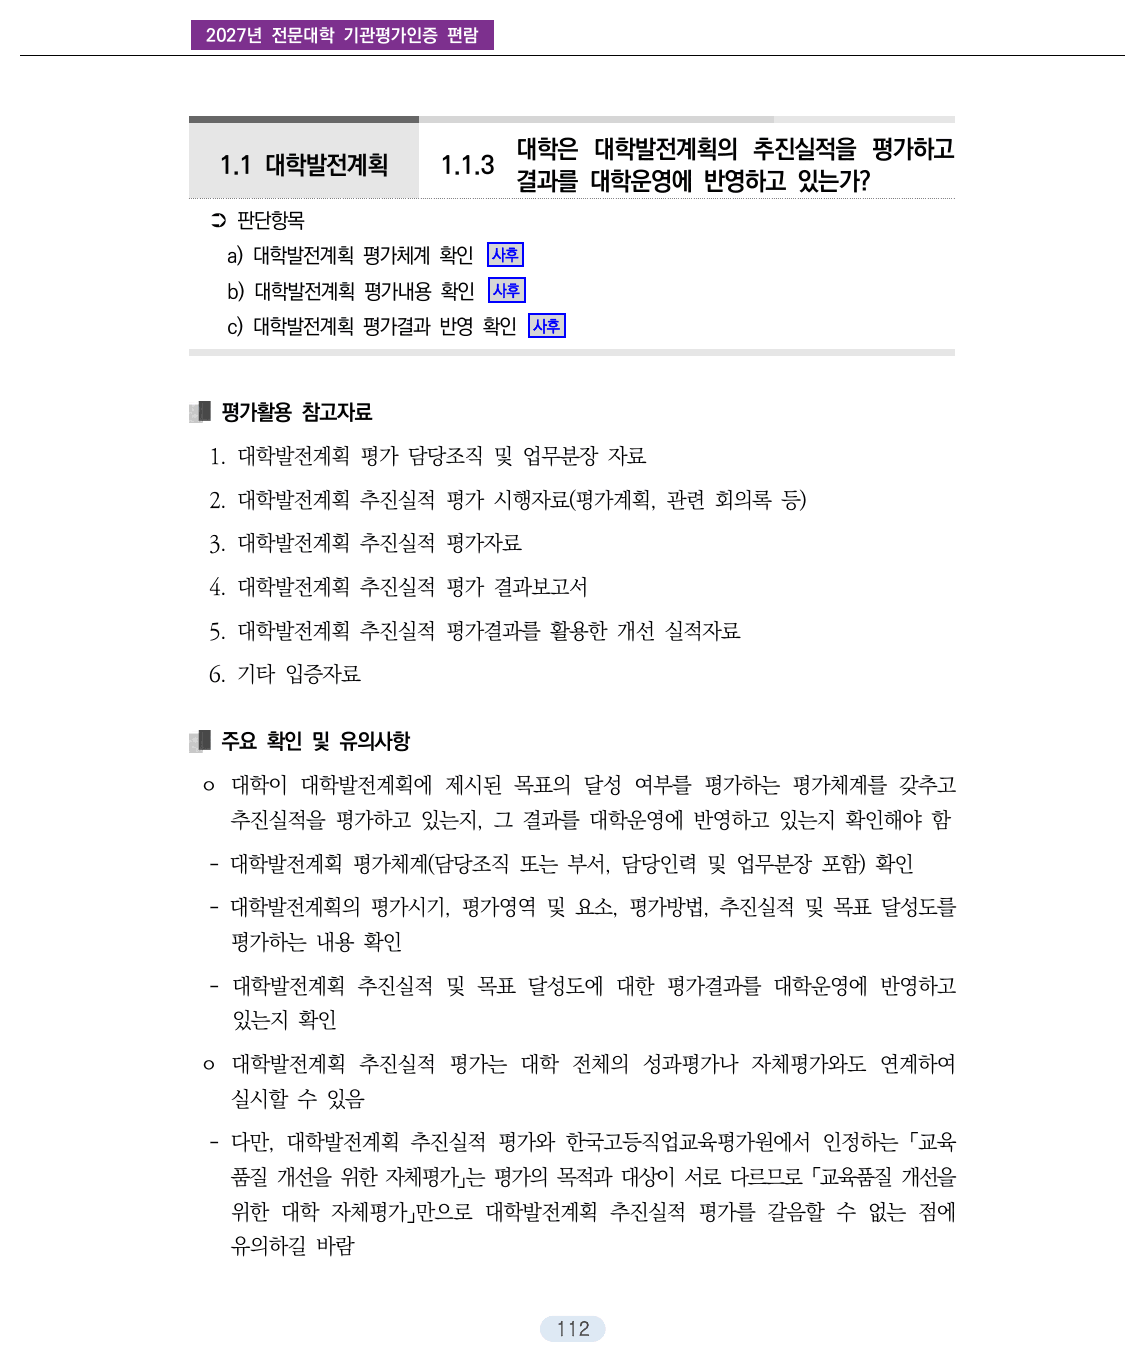 2027년 전문대학 기관평가인증 편람
1.1 대학발전계획
1.1.3
대학은 대학발전계획의 추진실적을 평가하고
결과를 대학운영에 반영하고 있는가?
➲ 판단항목
a) 대학발전계획 평가체계 확인 사후
b) 대학발전계획 평가내용 확인 사후
c) 대학발전계획 평가결과 반영 확인 사후
평가활용 참고자료
1. 대학발전계획 평가 담당조직 및 업무분장 자료
2. 대학발전계획 추진실적 평가 시행자료(평가계획, 관련 회의록 등)
3. 대학발전계획 추진실적 평가자료
4. 대학발전계획 추진실적 평가 결과보고서
5. 대학발전계획 추진실적 평가결과를 활용한 개선 실적자료
6. 기타 입증자료
주요 확인 및 유의사항
ㅇ 대학이 대학발전계획에 제시된 목표의 달성 여부를 평가하는 평가체계를 갖추고
추진실적을 평가하고 있는지, 그 결과를 대학운영에 반영하고 있는지 확인해야 함
- 대학발전계획 평가체계(담당조직 또는 부서, 담당인력 및 업무분장 포함) 확인
- 대학발전계획의 평가시기, 평가영역 및 요소, 평가방법, 추진실적 및 목표 달성도를
평가하는 내용 확인
- 대학발전계획 추진실적 및 목표 달성도에 대한 평가결과를 대학운영에 반영하고
있는지 확인
ㅇ 대학발전계획 추진실적 평가는 대학 전체의 성과평가나 자체평가와도 연계하여
실시할 수 있음
- 다만, 대학발전계획 추진실적 평가와 한국고등직업교육평가원에서 인정하는 「교육
품질 개선을 위한 자체평가」는 평가의 목적과 대상이 서로 다르므로 「교육품질 개선을
위한 대학 자체평가」만으로 대학발전계획 추진실적 평가를 갈음할 수 없는 점에
유의하길 바람
112